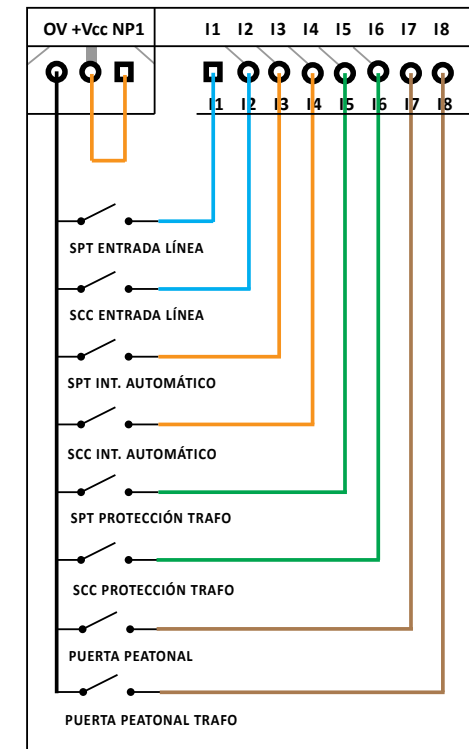 OV +Vcc NP1 I1 I2 I3 I4 I5 I6 I7 I8
I1 I2 I3 I4 I5 I6 I7 I8
SPT ENTRADA LÍNEA
SCC ENTRADA LÍNEA
SPT INT. AUTOMÁTICO
SCC INT. AUTOMÁTICO
SPT PROTECCIÓN TRAFO
SCC PROTECCIÓN TRAFO
PUERTA PEATONAL
PUERTA PEATONAL TRAFO